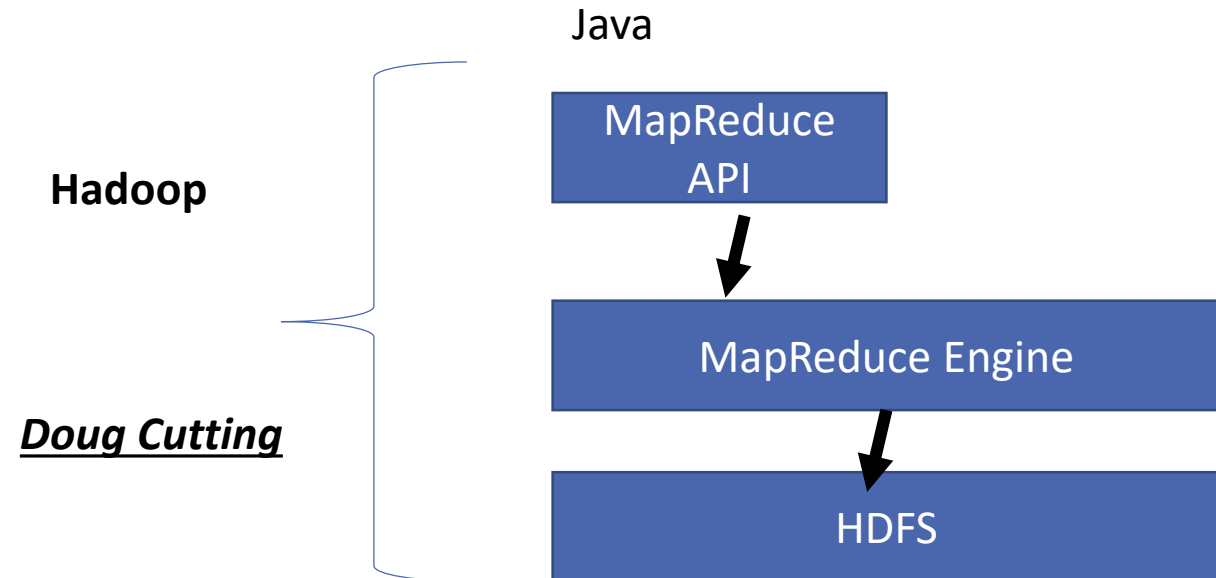 Java
MapReduce
API
Hadoop
MapReduce Engine
Doug Cutting
HDFS